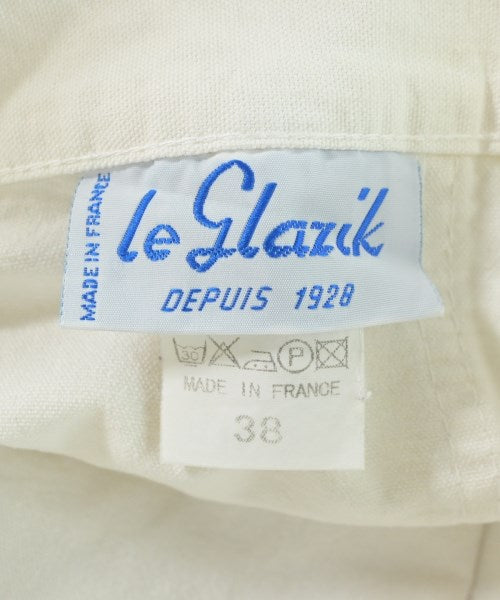 MADE IN FRANCE
le Glazik
DEPUIS 1928
30 P
MADE IN FRANCE
38